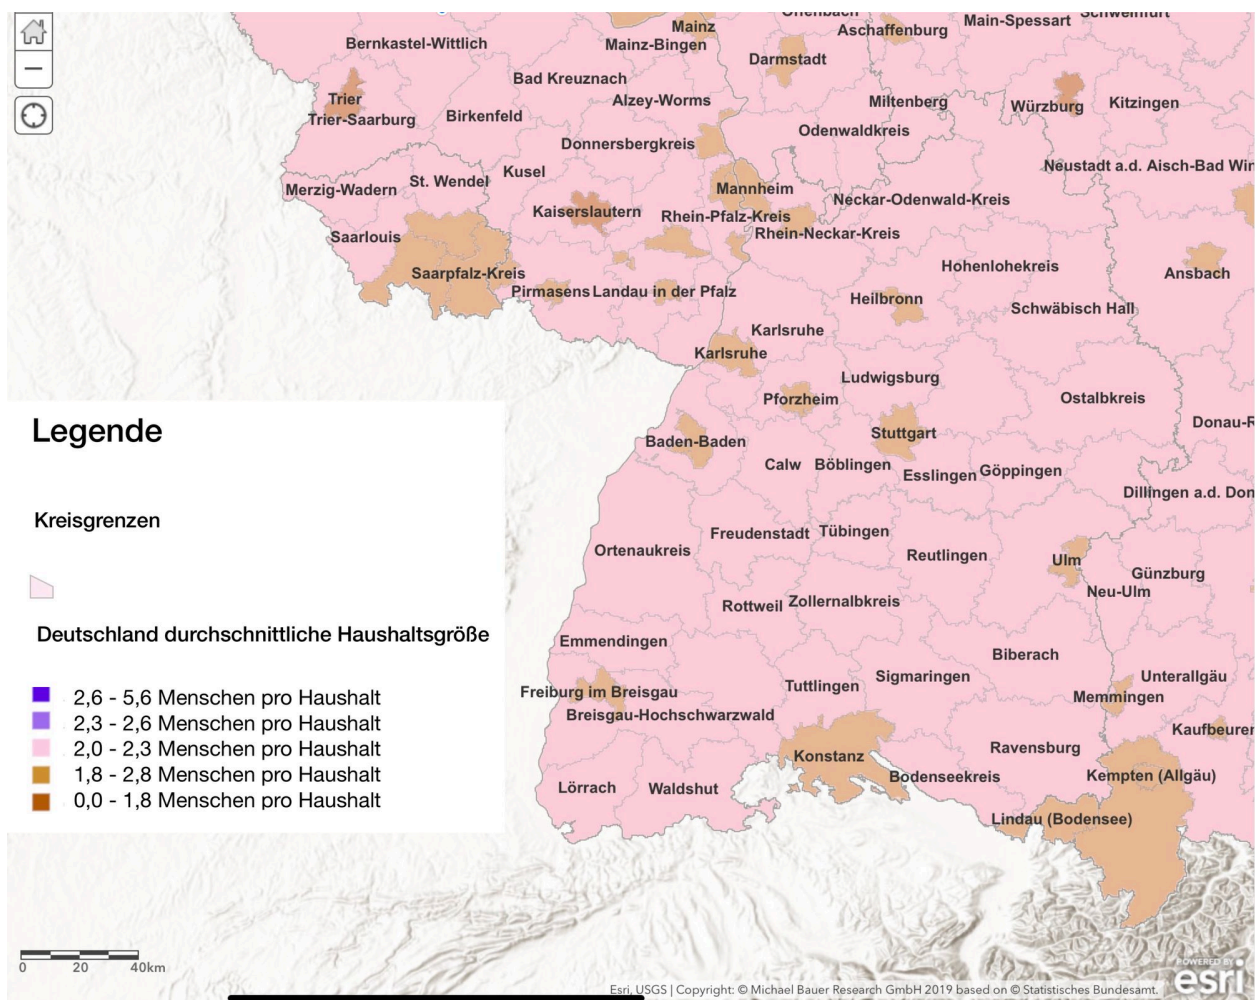 Offenbach
Mainz
Main-Spessart
Schweinfurt
Aschaffenburg
Bernkastel-Wittlich
Mainz-Bingen
Darmstadt
Bad Kreuznach
Trier
Alzey-Worms
Miltenberg
Würzburg
Kitzingen
Trier-Saarburg
Birkenfeld
Odenwaldkreis
Donnersbergkreis
Neustadt a.d. Aisch-Bad Win
Kusel
St. Wendel
Merzig-Wadern
Mannheim
Neckar-Odenwald-Kreis
Kaiserslautern
Rhein-Pfalz-Kreis
Saarlouis
Rhein-Neckar-Kreis
Hohenlohekreis
Saarpfalz-Kreis
Ansbach
Pirmasens
Landau in der Pfalz
Heilbronn
Schwäbisch Hall
Karlsruhe
Karlsruhe
Ludwigsburg
Pforzheim
Ostalbkreis
Donau-R
Stuttgart
Baden-Baden
Calw
Böblingen
Esslingen
Göppingen
Dillingen a.d. Don
Freudenstadt
Tübingen
Ortenaukreis
Reutlingen
Ulm
Günzburg
Neu-Ulm
Rottweil
Zollernalbkreis
Emmendingen
Biberach
Sigmaringen
Unterallgäu
Tuttlingen
Freiburg im Breisgau
Memmingen
Breisgau-Hochschwarzwald
Kaufbeuren
Ravensburg
Konstanz
Bodenseekreis
Kempten (Allgäu)
Lörrach
Waldshut
Lindau (Bodensee)
Legende
Kreisgrenzen
Deutschland durchschnittliche Haushaltsgröße
2,6 - 5,6 Menschen pro Haushalt
2,3 - 2,6 Menschen pro Haushalt
2,0 - 2,3 Menschen pro Haushalt
1,8 - 2,8 Menschen pro Haushalt
0,0 - 1,8 Menschen pro Haushalt
0 20 40km
POWERED BY
esri
Esri, USGS | Copyright: © Michael Bauer Research GmbH 2019 based on © Statistisches Bundesamt.